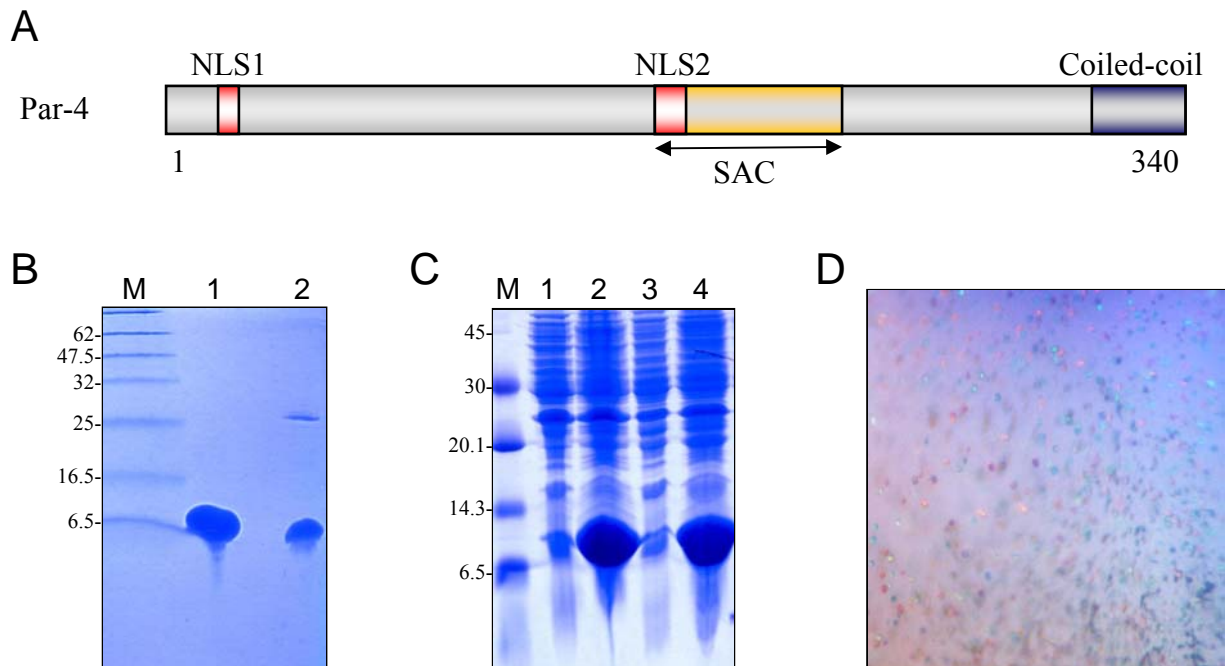 A
NLS1 NLS2 Coiled-coil
Par-4
1 340
SAC
B
M 1 2
62-
47.5-
32-
25-
16.5-
6.5-
C
M 1 2 3 4
45-
30-
20.1-
14.3-
6.5-
D